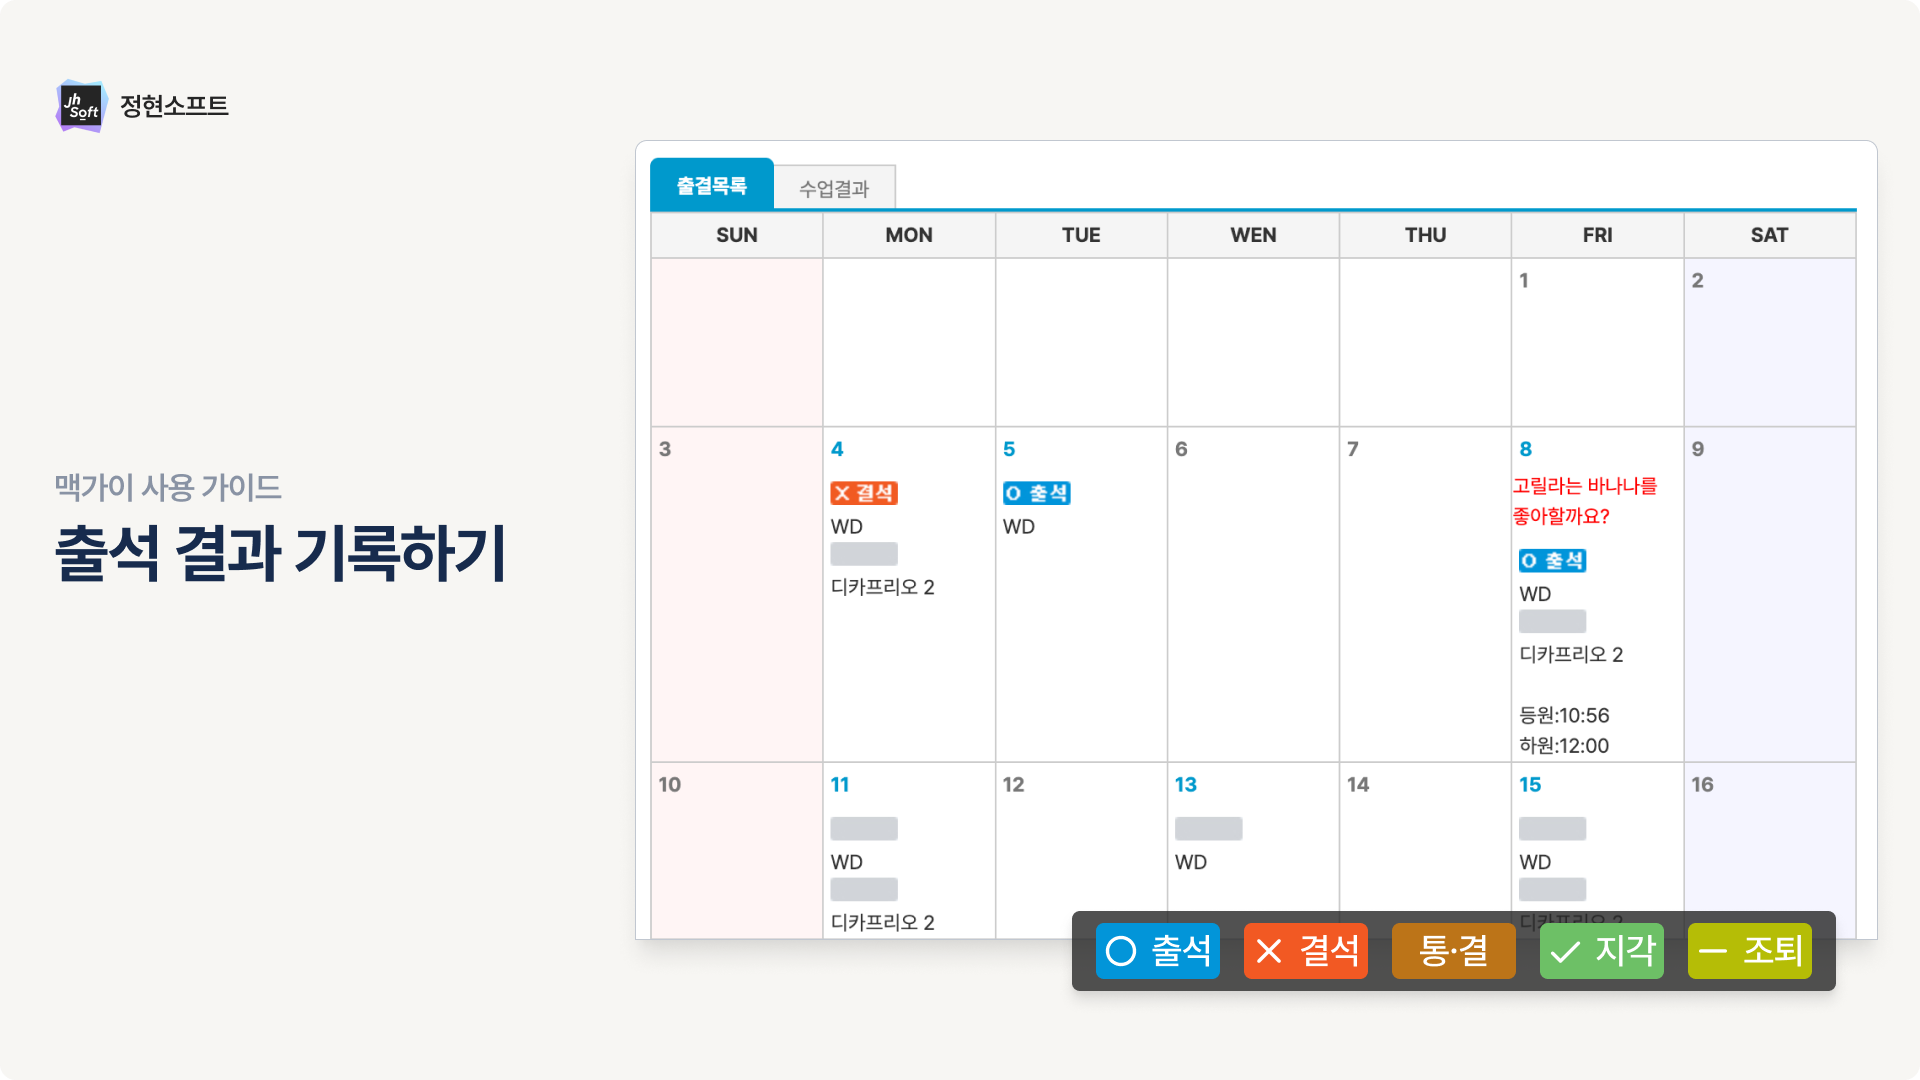 Jh
Soft
정현소프트
맥가이 사용 가이드
출석 결과 기록하기
출결목록
수업결과
SUN MON TUE WEN THU FRI SAT
1 2
3 4 5 6 7 8 9
X 결석
WD
디카프리오 2
O 출석
WD
고릴라는 바나나를
좋아할까요?
O 출석
WD
디카프리오 2
등원:10:56
하원:12:00
10 11 12 13 14 15 16
WD
디카프리오 2
WD
WD
디카프리오 2
출석 결석 통·결 지각 조퇴